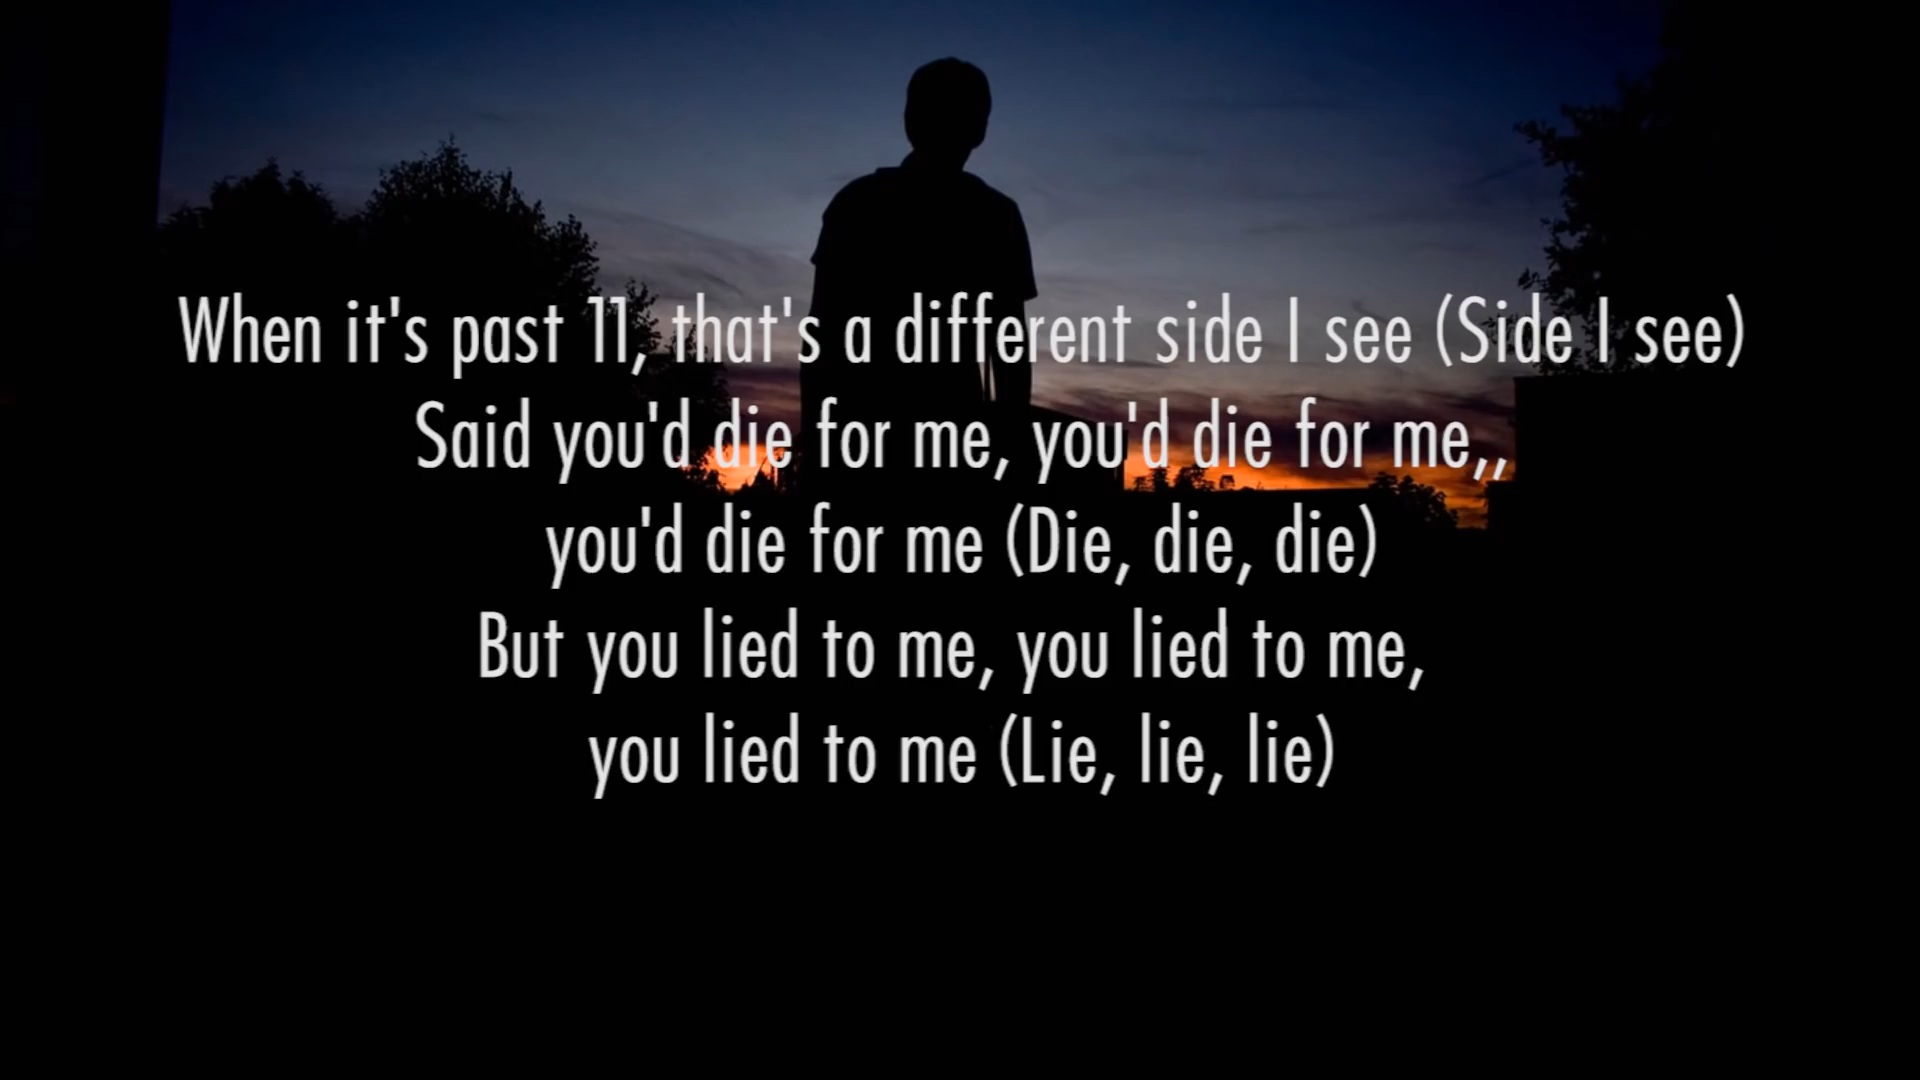 When it's past 11, that's a different side I see (Side I see)
Said you'd die for me, you'd die for me,,
you'd die for me (Die, die, die)
But you lied to me, you lied to me,
you lied to me (Lie, lie, lie)